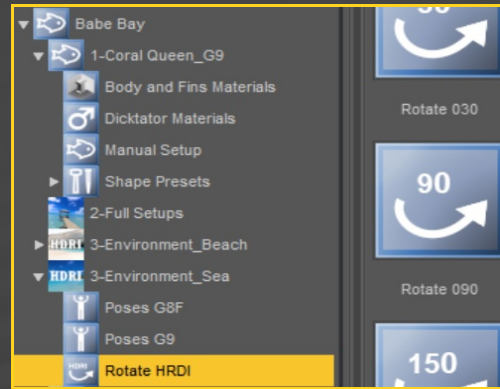 Babe Bay
1-Coral Queen_G9
Body and Fins Materials
Dicktator Materials
Manual Setup
Shape Presets
2-Full Setups
HDRI 3-Environment_Beach
HDRI 3-Environment_Sea
Poses G8F
Poses G9
HDRI Rotate HRDI
Rotate 030
90
Rotate 090
150